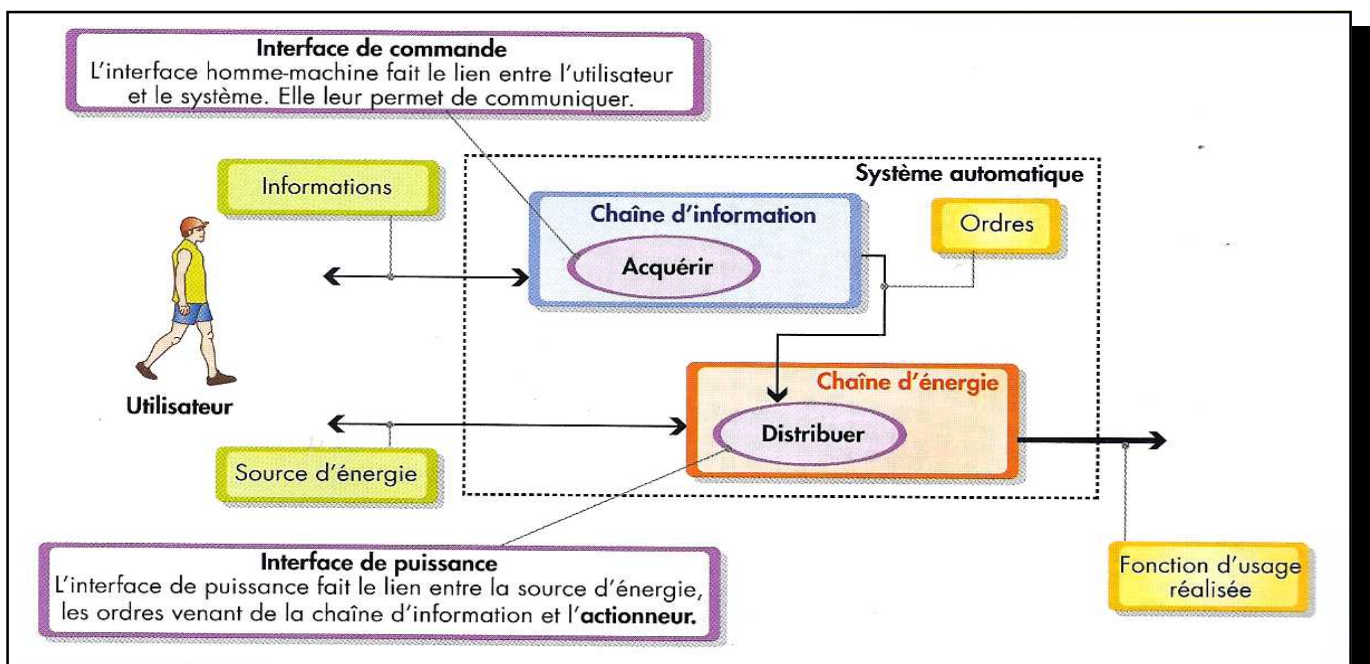 Interface de commande
L'interface homme-machine fait le lien entre l'utilisateur
et le système. Elle leur permet de communiquer.
Informations
Système automatique
Chaîne d'information
Ordres
Acquérir
Chaîne d'énergie
Utilisateur
Distribuer
Source d'énergie
Interface de puissance
L'interface de puissance fait le lien entre la source d'énergie,
les ordres venant de la chaîne d'information et l'actionneur.
Fonction d'usage
réalisée